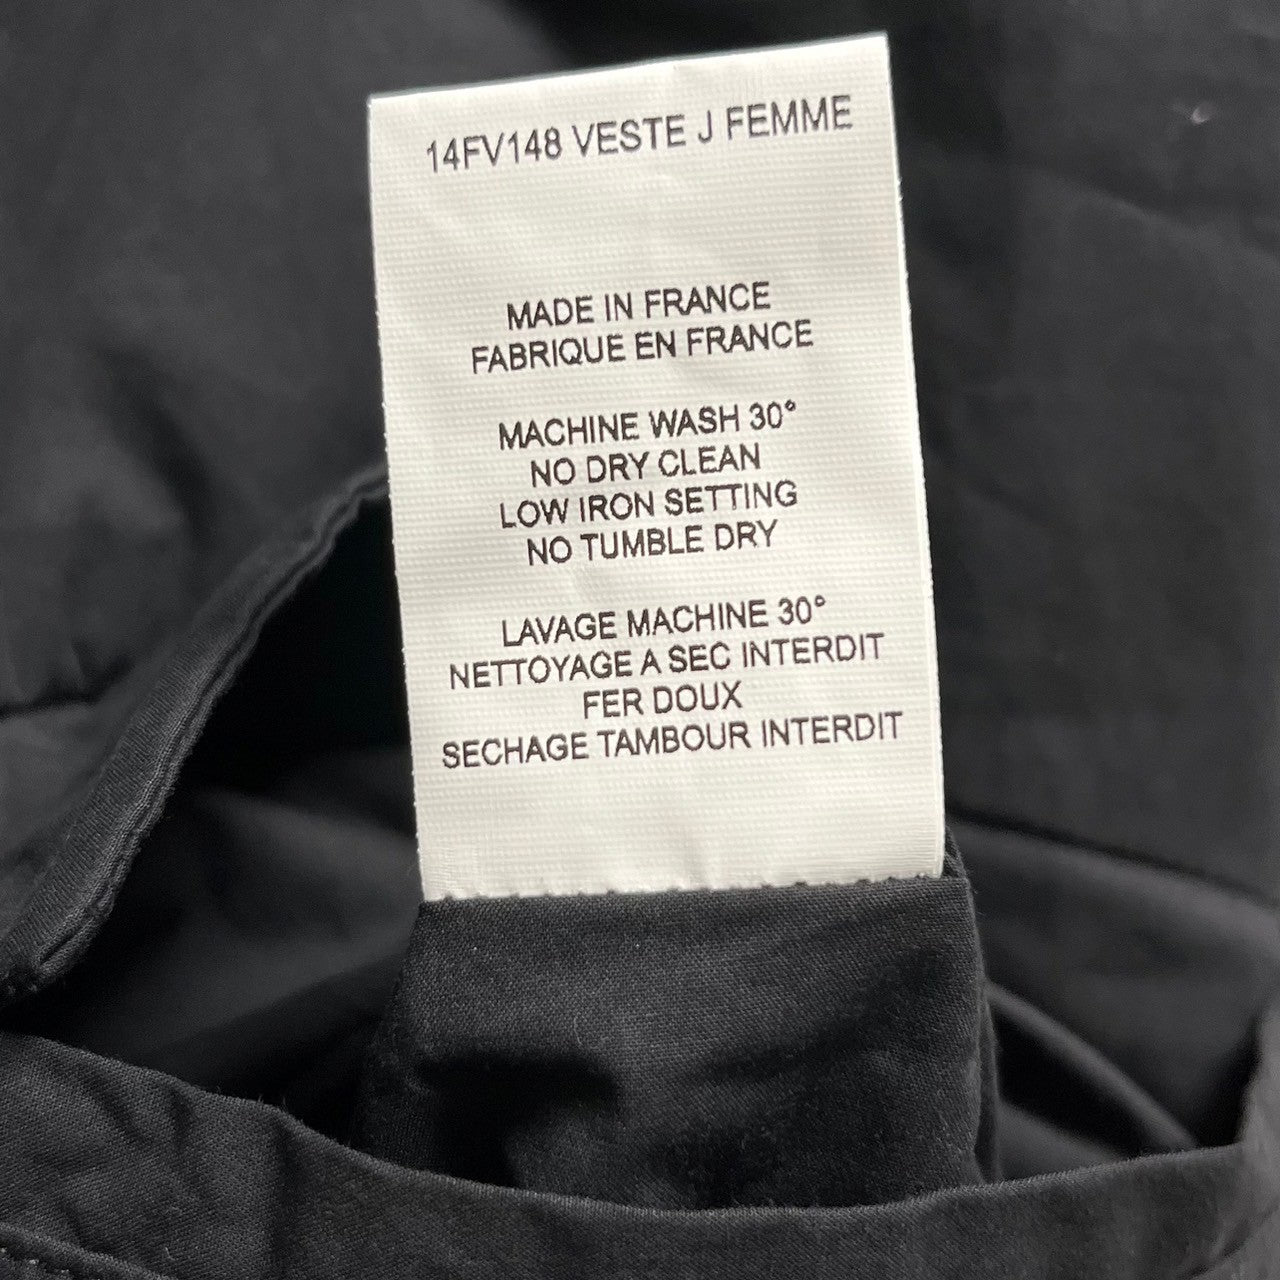 14FV148 VESTE J FEMME
MADE IN FRANCE
FABRIQUE EN FRANCE
MACHINE WASH 30°
NO DRY CLEAN
LOW IRON SETTING
NO TUMBLE DRY
LAVAGE MACHINE 30°
NETTOYAGE A SEC INTERDIT
FER DOUX
SECHAGE TAMBOUR INTERDIT